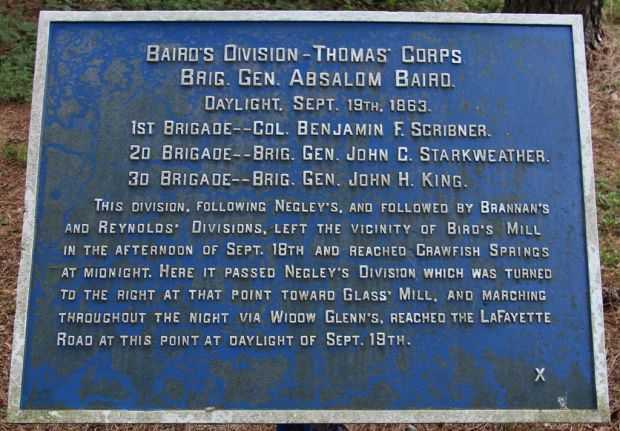 Baird's Division - Thomas' Corps
Brig. Gen. Absalom Baird.
Daylight, Sept. 19th, 1863.
1st Brigade--Col. Benjamin F. Scribner.
2d Brigade--Brig. Gen. John C. Starkweather.
3d Brigade--Brig. Gen. John H. King.
This division, following Negley's, and followed by Brannan's
and Reynolds' Divisions, left the vicinity of Bird's Mill
in the afternoon of Sept. 18th and reached Crawfish Springs
at midnight. Here it passed Negley's Division which was turned
to the right at that point toward Glass' Mill, and marching
throughout the night via Widow Glenn's, reached the LaFayette
Road at this point at daylight of Sept. 19th.
X